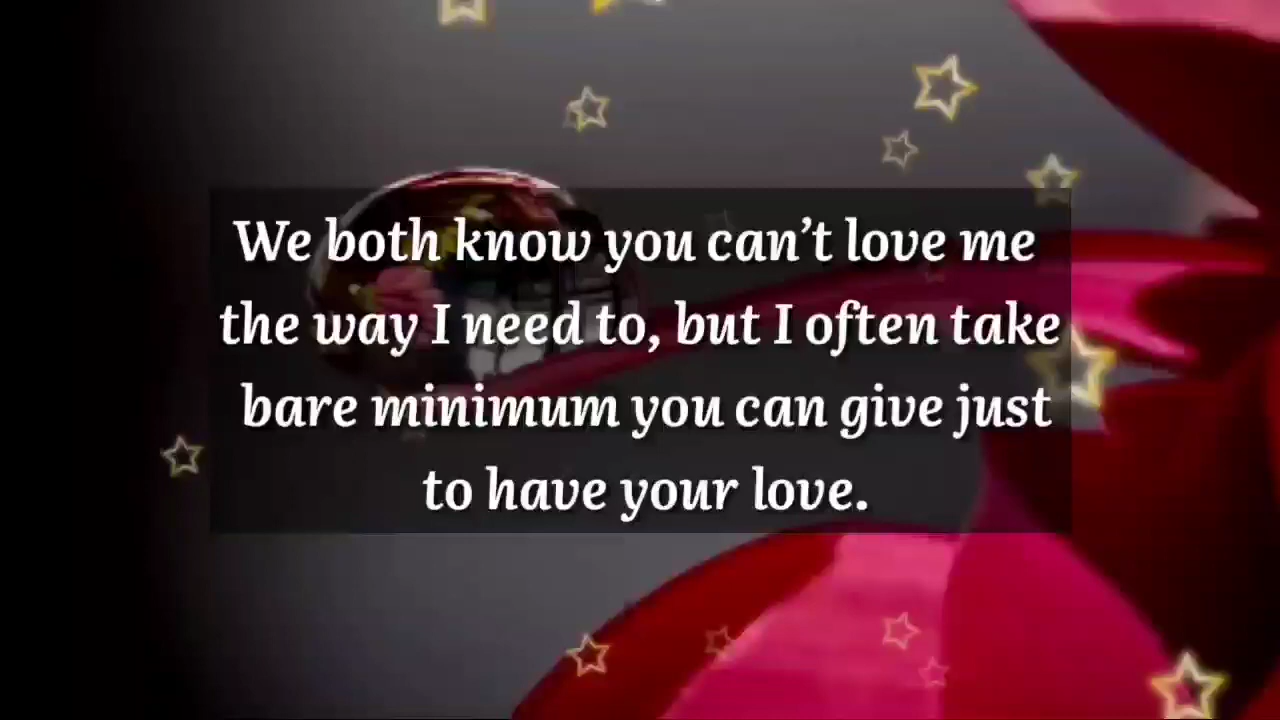 We both know you can’t love me
the way I need to, but I often take
bare minimum you can give just
to have your love.